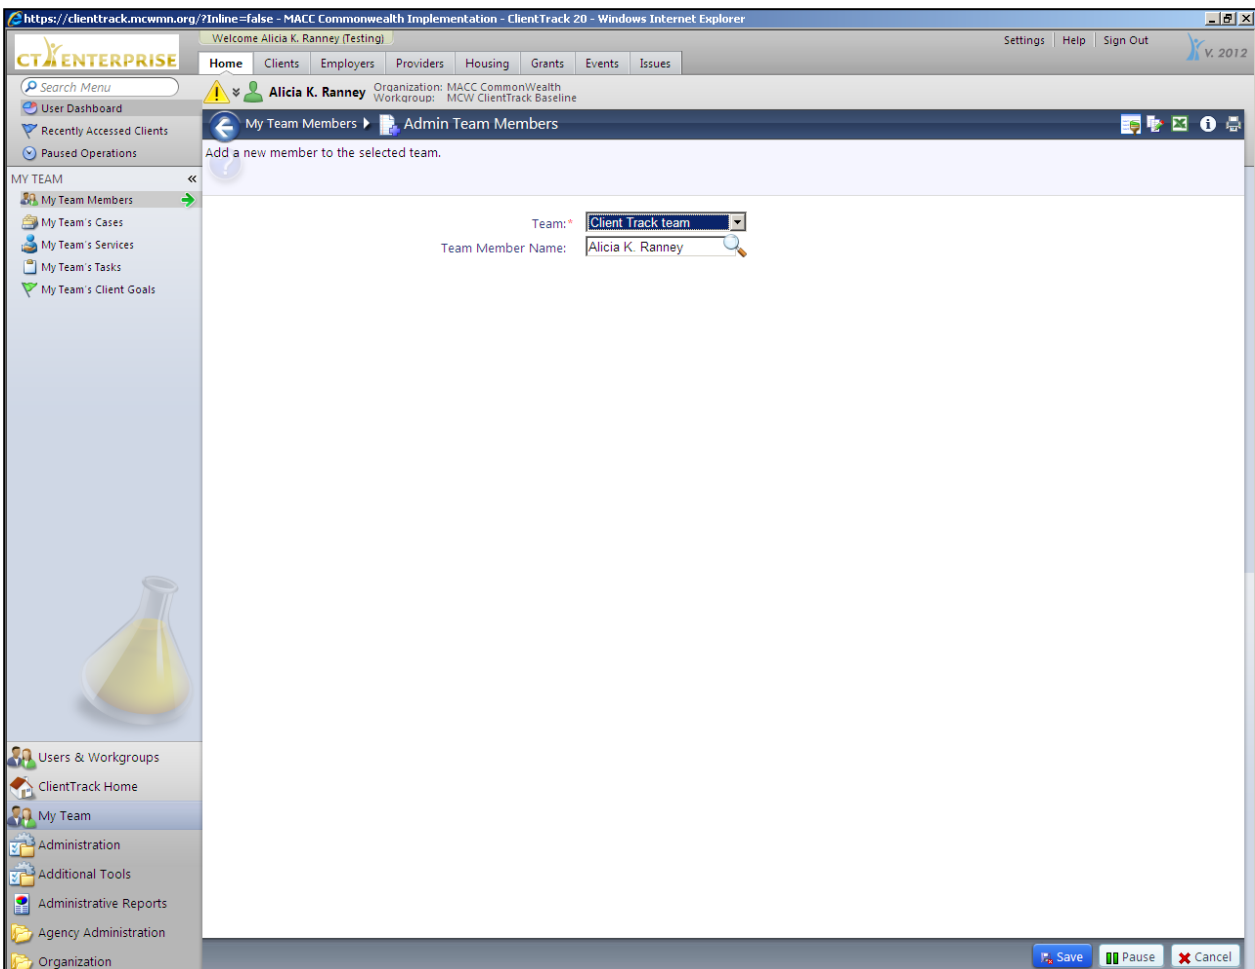 https://clienttrack.mcwmn.org/?Inline=false - MACC Commonwealth Implementation - ClientTrack 20 - Windows Internet Explorer
CT ENTERPRISE
Welcome Alicia K. Ranney (Testing)
Settings Help Sign Out
V. 2012
Home Clients Employers Providers Housing Grants Events Issues
Search Menu
User Dashboard
Recently Accessed Clients
Paused Operations
Alicia K. Ranney
Organization: MACC CommonWealth
Workgroup: MCW ClientTrack Baseline
My Team Members Admin Team Members
Add a new member to the selected team.
MY TEAM «
My Team Members
My Team's Cases
My Team's Services
My Team's Tasks
My Team's Client Goals
Team:* Client Track team
Team Member Name: Alicia K. Ranney
Users & Workgroups
ClientTrack Home
My Team
Administration
Additional Tools
Administrative Reports
Agency Administration
Organization
Save Pause Cancel